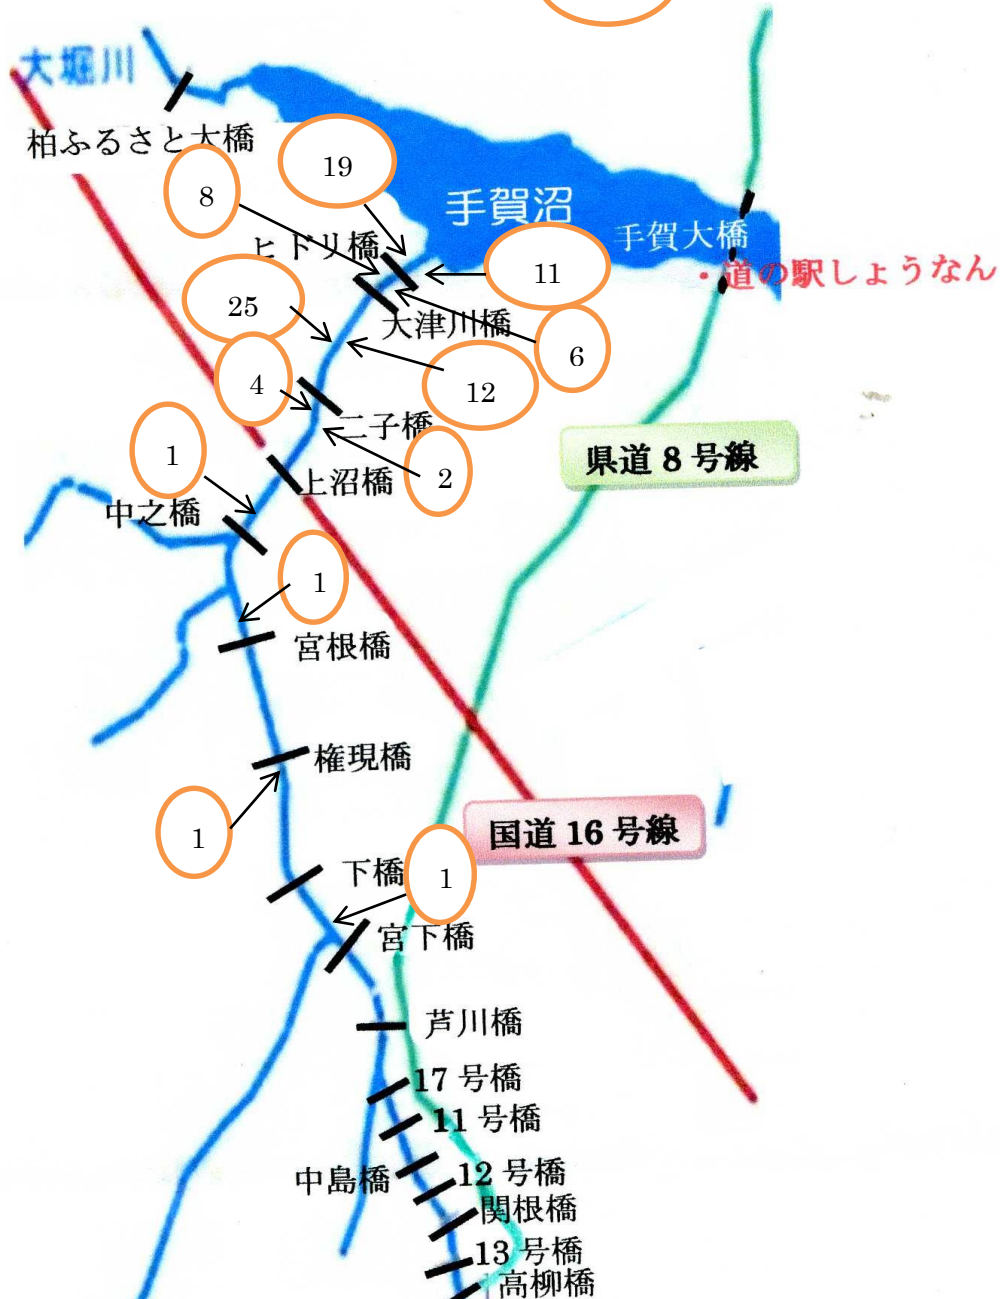 大堀川
柏ふるさと大橋
19
8
手賀沼
手賀大橋
ヒドリ橋
・道の駅しょうなん
11
25
大津川橋
6
4
12
二子橋
県道 8 号線
1
2
上沼橋
中之橋
1
宮根橋
権現橋
1
国道 16 号線
下橋
1
宮下橋
芦川橋
17 号橋
11 号橋
中島橋
12 号橋
関根橋
13 号橋
高柳橋